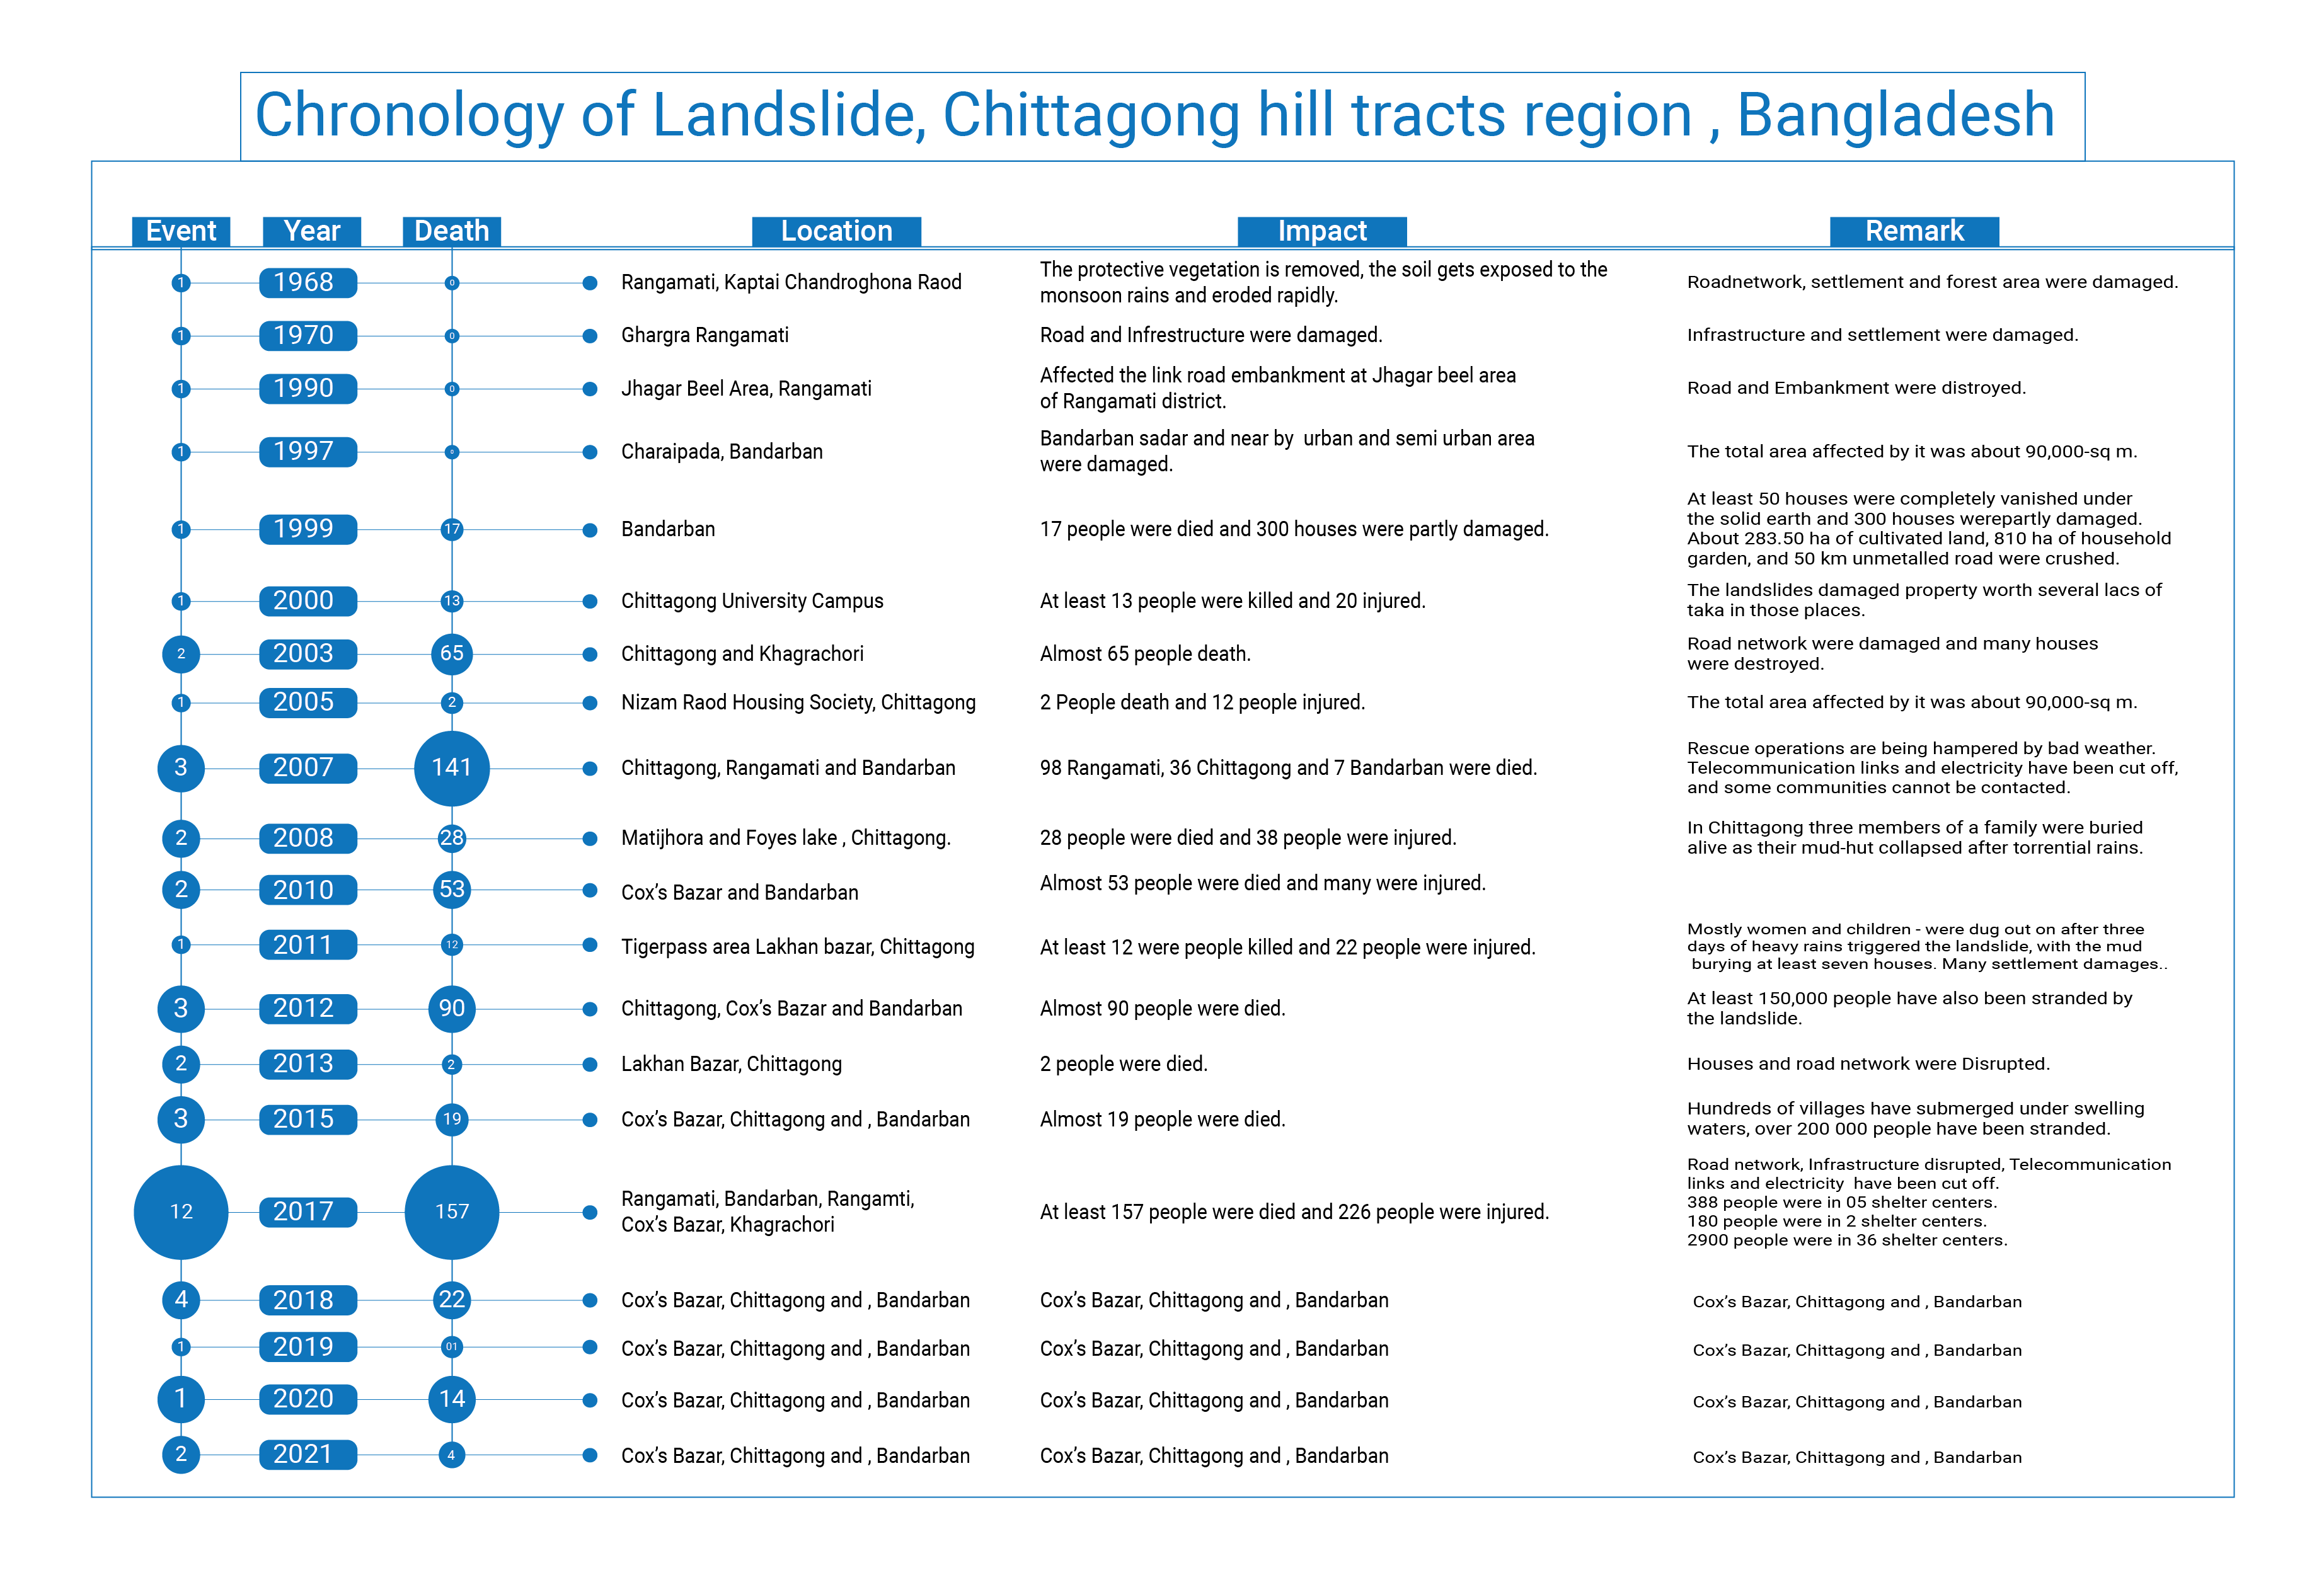 Chronology of Landslide, Chittagong hill tracts region , Bangladesh
Event Year Death Location Impact Remark
1 1968 0 Rangamati, Kaptai Chandroghona Raod
The protective vegetation is removed, the soil gets exposed to the
monsoon rains and eroded rapidly.
Roadnetwork, settlement and forest area were damaged.
1 1970 0 Ghargra Rangamati
Road and Infrestructure were damaged.
Infrastructure and settlement were damaged.
1 1990 0 Jhagar Beel Area, Rangamati
Affected the link road embankment at Jhagar beel area
of Rangamati district.
Road and Embankment were distroyed.
1 1997 0 Charaipada, Bandarban
Bandarban sadar and near by urban and semi urban area
were damaged.
The total area affected by it was about 90,000-sq m.
1 1999 17 Bandarban
17 people were died and 300 houses were partly damaged.
At least 50 houses were completely vanished under
the solid earth and 300 houses werepartly damaged.
About 283.50 ha of cultivated land, 810 ha of household
garden, and 50 km unmetalled road were crushed.
1 2000 13 Chittagong University Campus
At least 13 people were killed and 20 injured.
The landslides damaged property worth several lacs of
taka in those places.
2 2003 65 Chittagong and Khagrachori
Almost 65 people death.
Road network were damaged and many houses
were destroyed.
1 2005 2 Nizam Raod Housing Society, Chittagong
2 People death and 12 people injured.
The total area affected by it was about 90,000-sq m.
3 2007 141 Chittagong, Rangamati and Bandarban
98 Rangamati, 36 Chittagong and 7 Bandarban were died.
Rescue operations are being hampered by bad weather.
Telecommunication links and electricity have been cut off,
and some communities cannot be contacted.
2 2008 28 Matijhora and Foyes lake , Chittagong.
28 people were died and 38 people were injured.
In Chittagong three members of a family were buried
alive as their mud-hut collapsed after torrential rains.
2 2010 53 Cox’s Bazar and Bandarban
Almost 53 people were died and many were injured.
1 2011 12 Tigerpass area Lakhan bazar, Chittagong
At least 12 were people killed and 22 people were injured.
Mostly women and children - were dug out on after three
days of heavy rains triggered the landslide, with the mud
burying at least seven houses. Many settlement damages..
3 2012 90 Chittagong, Cox’s Bazar and Bandarban
Almost 90 people were died.
At least 150,000 people have also been stranded by
the landslide.
2 2013 2 Lakhan Bazar, Chittagong
2 people were died.
Houses and road network were Disrupted.
3 2015 19 Cox’s Bazar, Chittagong and , Bandarban
Almost 19 people were died.
Hundreds of villages have submerged under swelling
waters, over 200 000 people have been stranded.
12 2017 157 Rangamati, Bandarban, Rangamti,
Cox’s Bazar, Khagrachori
At least 157 people were died and 226 people were injured.
Road network, Infrastructure disrupted, Telecommunication
links and electricity have been cut off.
388 people were in 05 shelter centers.
180 people were in 2 shelter centers.
2900 people were in 36 shelter centers.
4 2018 22 Cox’s Bazar, Chittagong and , Bandarban
Cox’s Bazar, Chittagong and , Bandarban
Cox’s Bazar, Chittagong and , Bandarban
1 2019 01 Cox’s Bazar, Chittagong and , Bandarban
Cox’s Bazar, Chittagong and , Bandarban
Cox’s Bazar, Chittagong and , Bandarban
1 2020 14 Cox’s Bazar, Chittagong and , Bandarban
Cox’s Bazar, Chittagong and , Bandarban
Cox’s Bazar, Chittagong and , Bandarban
2 2021 4 Cox’s Bazar, Chittagong and , Bandarban
Cox’s Bazar, Chittagong and , Bandarban
Cox’s Bazar, Chittagong and , Bandarban